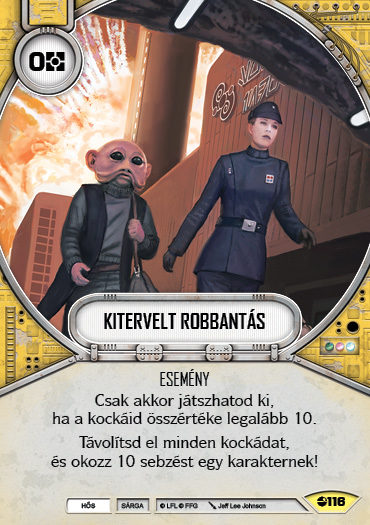 0
KITERVELT ROBBANTÁS
ESEMÉNY
Csak akkor játszhatod ki,
ha a kockáid összértéke legalább 10.
Távolítsd el minden kockádat,
és okozz 10 sebzést egy karakternek!
HŐS SÁRGA © LFL © FFG Jeff Lee Johnson 116